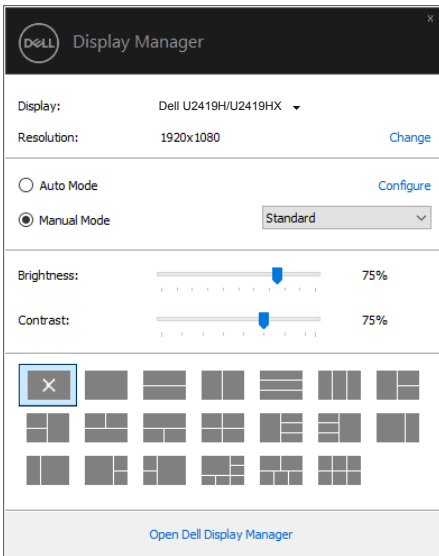 x
DELL Display Manager
Display: Dell U2419H/U2419HX
Resolution: 1920x1080 Change
Auto Mode Configure
Manual Mode Standard
Brightness: 75%
Contrast: 75%
Open Dell Display Manager